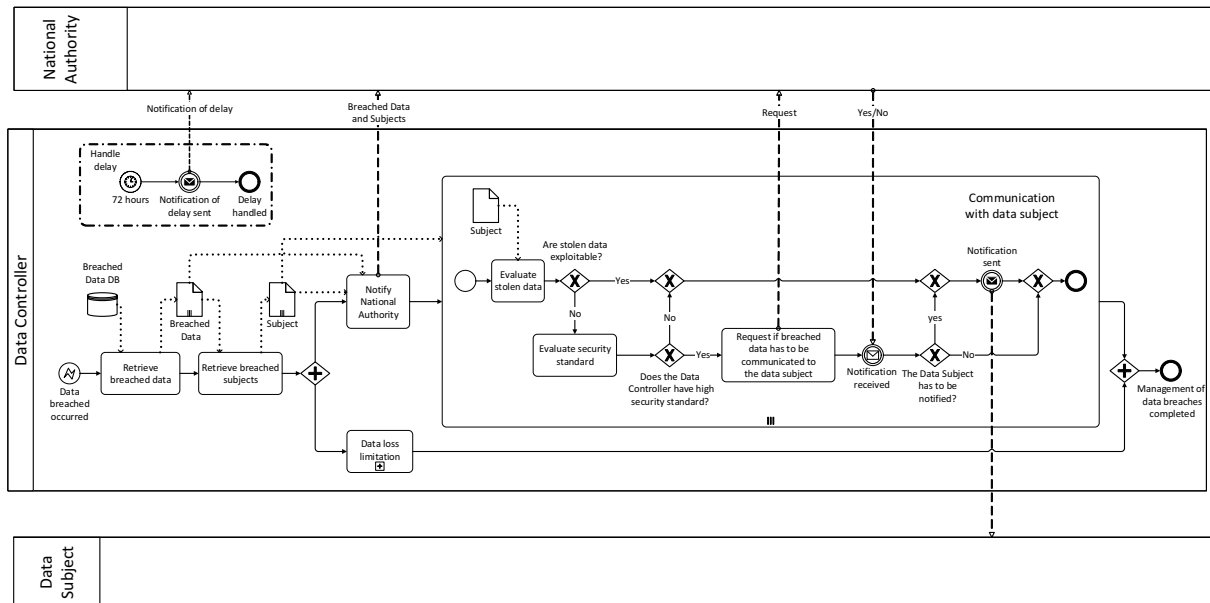 National
Authority
Notification of delay
Breached Data
and Subjects
Request
Yes/No
Data Controller
Handle
delay
72 hours
Notification of
delay sent
Delay
handled
Communication
with data subject
Subject
Are stolen data
exploitable?
Notification
sent
Breached
Data DB
Evaluate
stolen data
Yes
Notify
National
Authority
Breached
Data
Subject
No
No
yes
Evaluate security
standard
Yes
Request if breached
data has to be
communicated to
the data subject
No
Retrieve
breached data
Retrieve breached
subjects
Does the Data
Controller have high
security standard?
Notification
received
The Data Subject
has to be
notified?
Data
breached
occurred
Management of
data breaches
completed
Data loss
limitation
Data
Subject